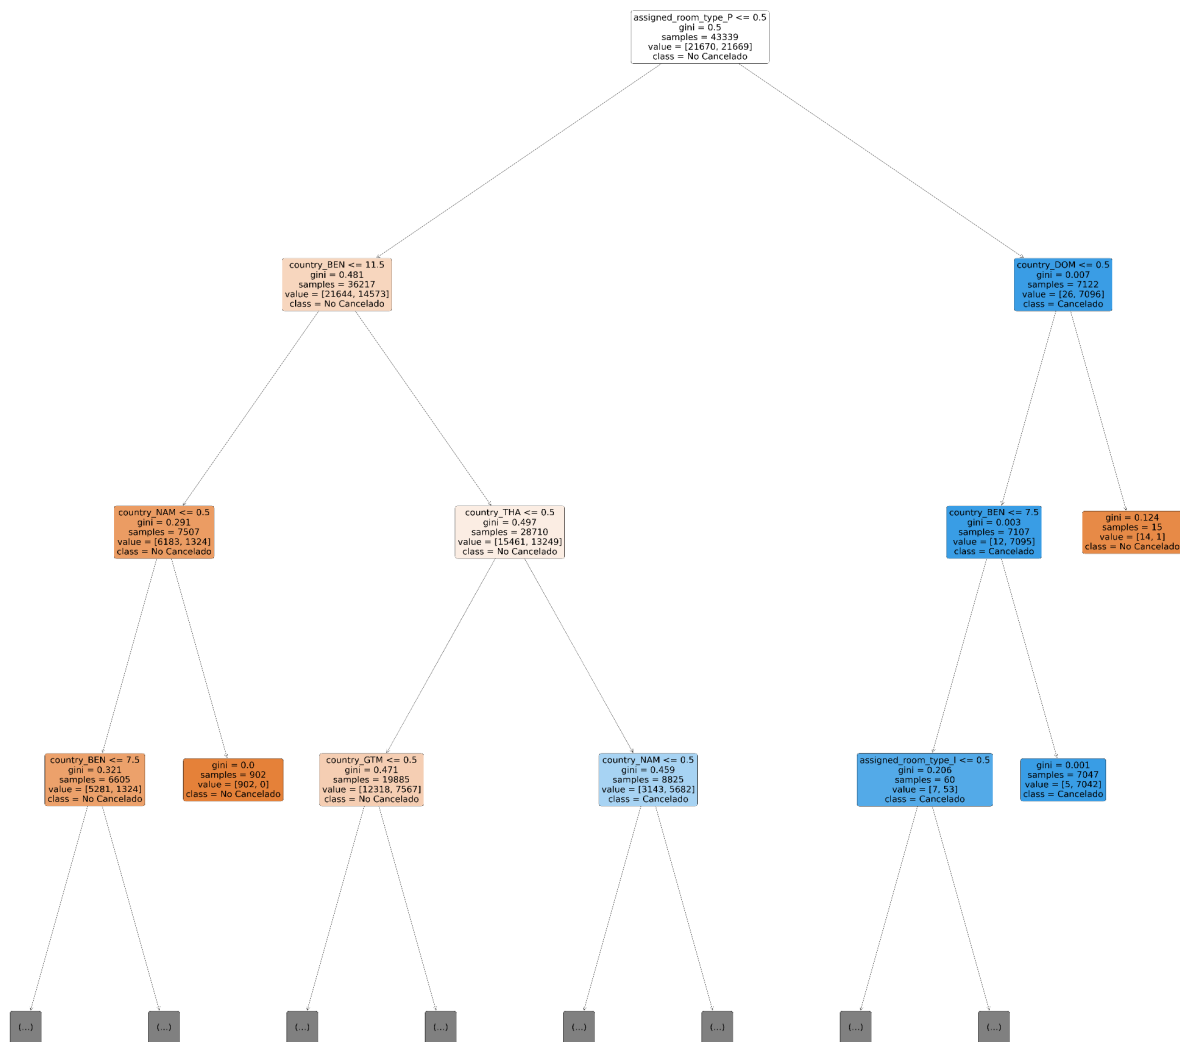 assigned_room_type_P <= 0.5
gini = 0.5
samples = 43339
value = [21670, 21669]
class = No Cancelado
country_BEN <= 11.5
gini = 0.481
samples = 36217
value = [21644, 14573]
class = No Cancelado
country_DOM <= 0.5
gini = 0.007
samples = 7122
value = [26, 7096]
class = Cancelado
country_NAM <= 0.5
gini = 0.291
samples = 7507
value = [6183, 1324]
class = No Cancelado
country_THA <= 0.5
gini = 0.497
samples = 28710
value = [15461, 13249]
class = No Cancelado
country_BEN <= 7.5
gini = 0.003
samples = 7107
value = [12, 7095]
class = Cancelado
gini = 0.124
samples = 15
value = [14, 1]
class = No Cancelado
country_BEN <= 7.5
gini = 0.321
samples = 6605
value = [5281, 1324]
class = No Cancelado
gini = 0.0
samples = 902
value = [902, 0]
class = No Cancelado
country_GTM <= 0.5
gini = 0.471
samples = 19885
value = [12318, 7567]
class = No Cancelado
country_NAM <= 0.5
gini = 0.459
samples = 8825
value = [3143, 5682]
class = Cancelado
assigned_room_type_I <= 0.5
gini = 0.206
samples = 60
value = [7, 53]
class = Cancelado
gini = 0.001
samples = 7047
value = [5, 7042]
class = Cancelado
(...)
(...)
(...)
(...)
(...)
(...)
(...)
(...)